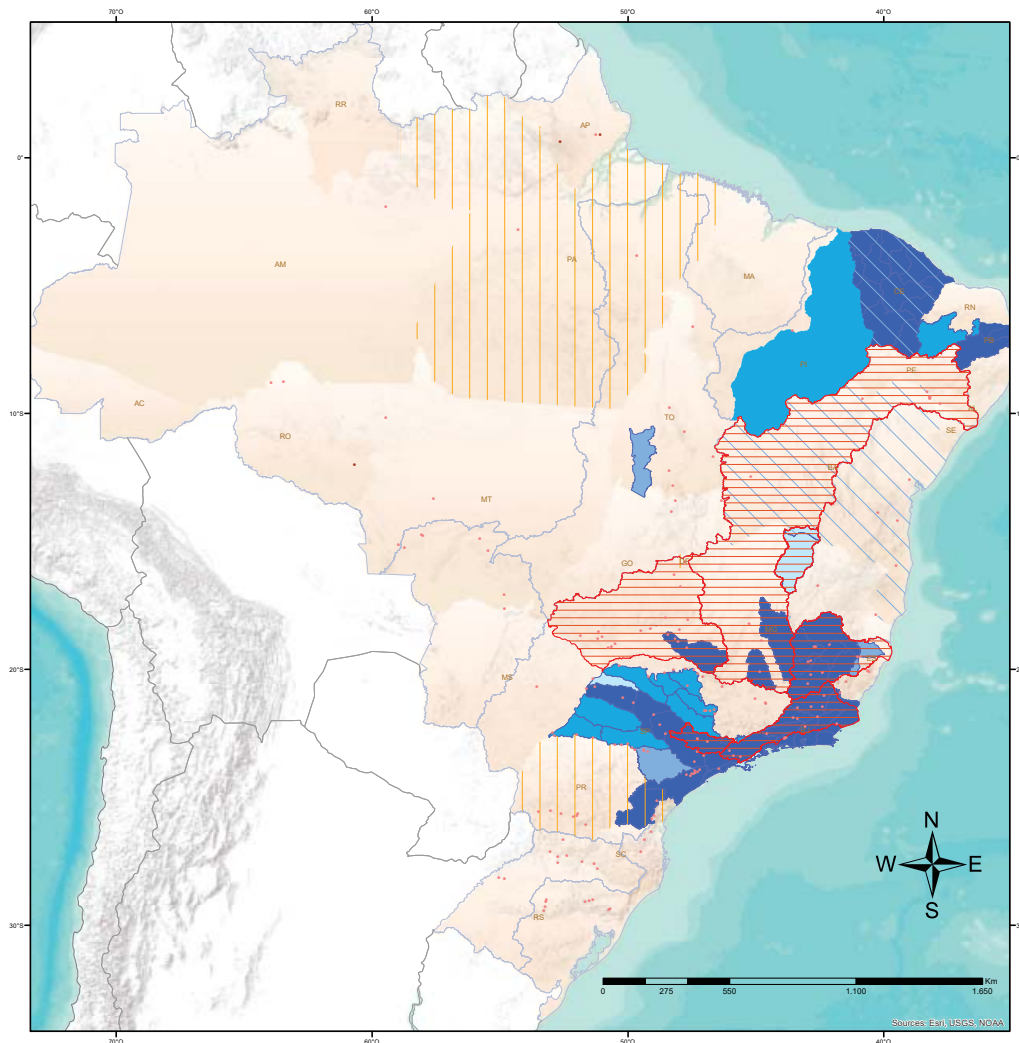 70°O 60°O 50°O 40°O
RR
AP
0°
AM
PA
MA
CE
RN
PB
PI
PE
AC
10°S
TO
AL
SE
RO
BA
MT
GO
DF
MG
ES
20°S
MS
SP
PR
SC
RS
30°S
N
W E
S
Km
0 275 550 1.100 1.650
Sources: Esri, USGS, NOAA
70°O 60°O 50°O 40°O